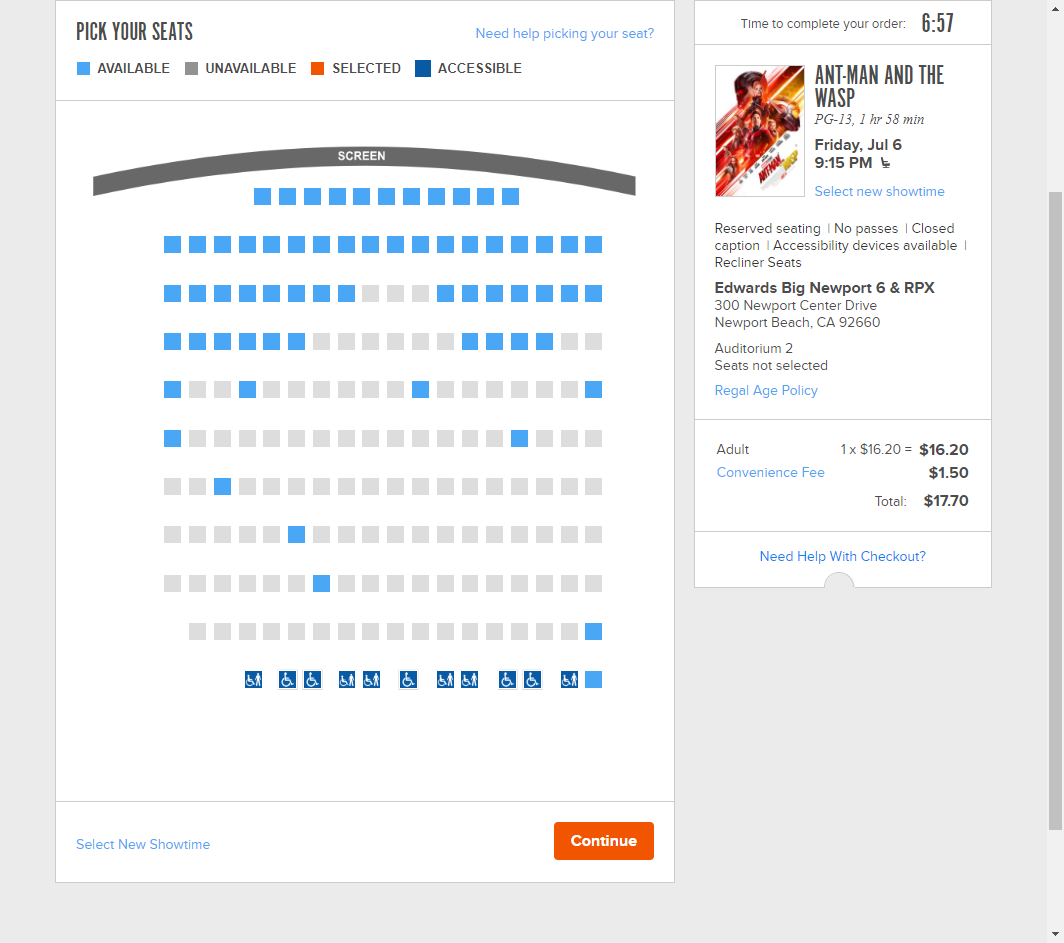 PICK YOUR SEATS
Need help picking your seat?
AVAILABLE UNAVAILABLE SELECTED ACCESSIBLE
SCREEN
Select New Showtime
Continue
Time to complete your order: 6:57
ANT-MAN AND THE
WASP
PG-13, 1 hr 58 min
Friday, Jul 6
9:15 PM
Select new showtime
Reserved seating | No passes | Closed
caption | Accessibility devices available |
Recliner Seats
Edwards Big Newport 6 & RPX
300 Newport Center Drive
Newport Beach, CA 92660
Auditorium 2
Seats not selected
Regal Age Policy
Adult 1 x $16.20 = $16.20
Convenience Fee $1.50
Total: $17.70
Need Help With Checkout?